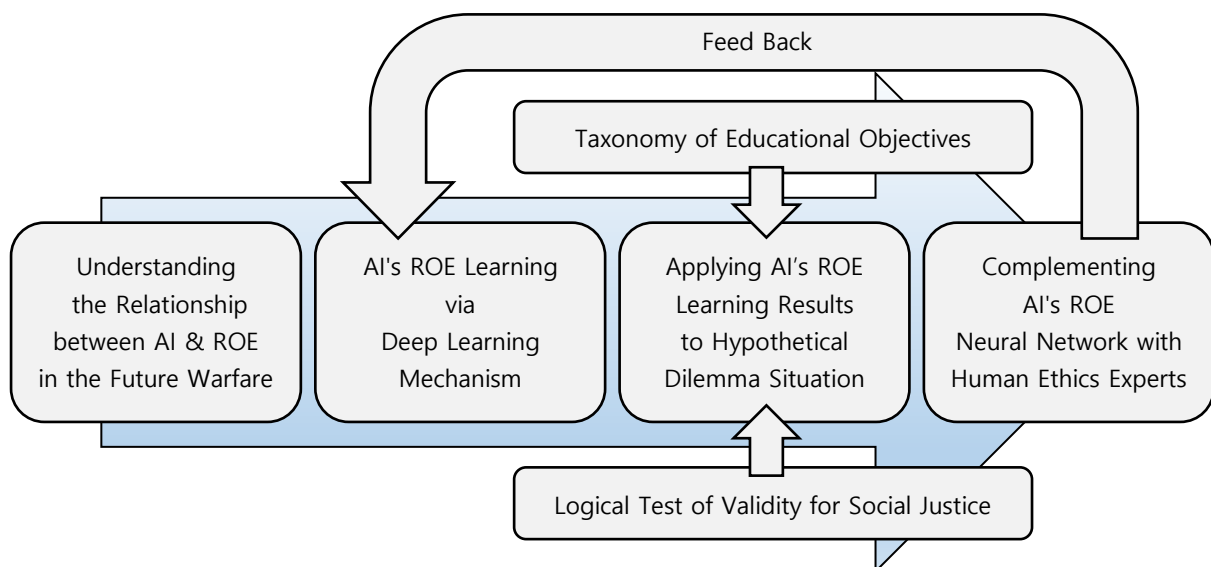 Feed Back
Taxonomy of Educational Objectives
Understanding
the Relationship
between AI & ROE
in the Future Warfare
AI's ROE Learning
via
Deep Learning
Mechanism
Applying AI’s ROE
Learning Results
to Hypothetical
Dilemma Situation
Complementing
AI's ROE
Neural Network with
Human Ethics Experts
Logical Test of Validity for Social Justice